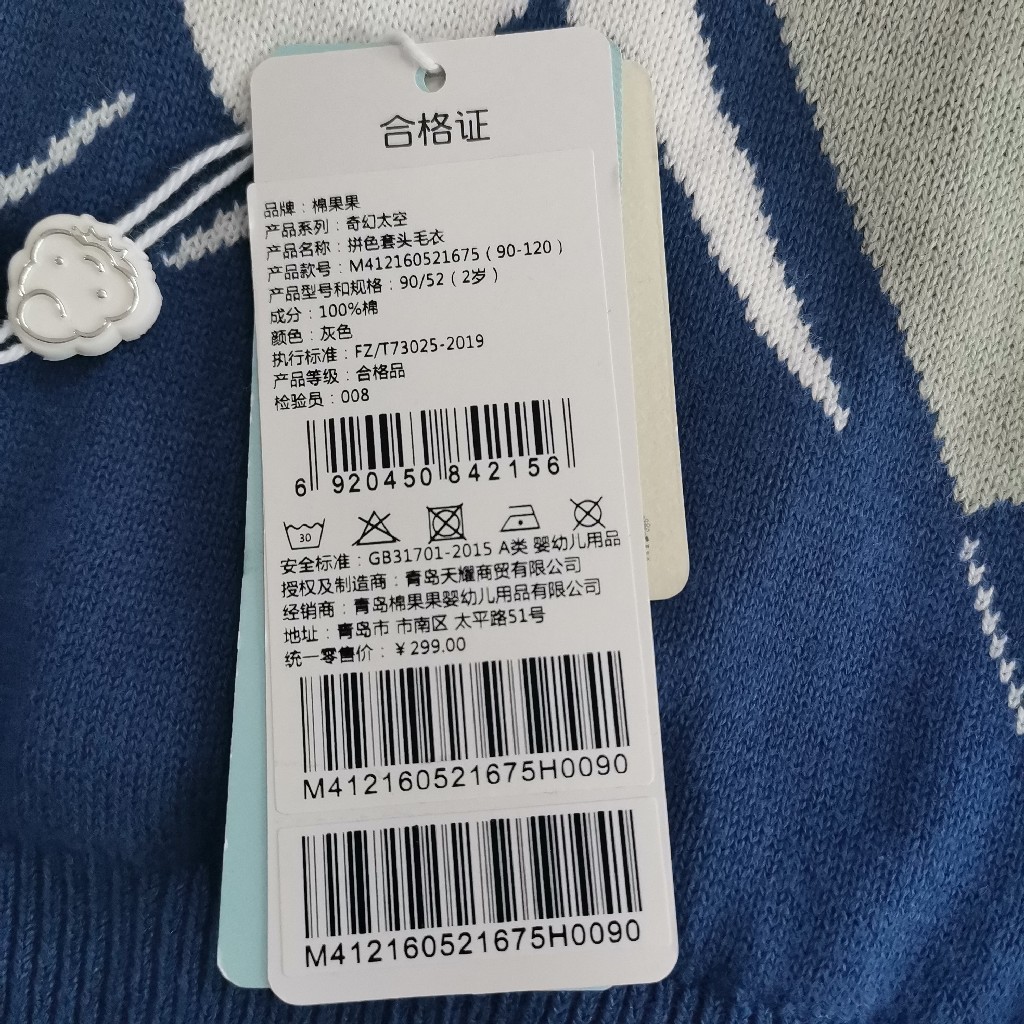 合格证
品牌：棉果果
产品系列：奇幻太空
产品名称：拼色套头毛衣
产品款号：M412160521675（90-120）
产品型号和规格：90/52（2岁）
成分：100%棉
颜色：灰色
执行标准：FZ/T73025-2019
产品等级：合格品
检验员：008
6 920450 842156
30
安全标准：GB31701-2015 A类 婴幼儿用品
授权及制造商：青岛天耀商贸有限公司
经销商：青岛棉果果婴幼儿用品有限公司
地址：青岛市 市南区 太平路51号
统一零售价：￥299.00
M412160521675H0090
M412160521675H0090